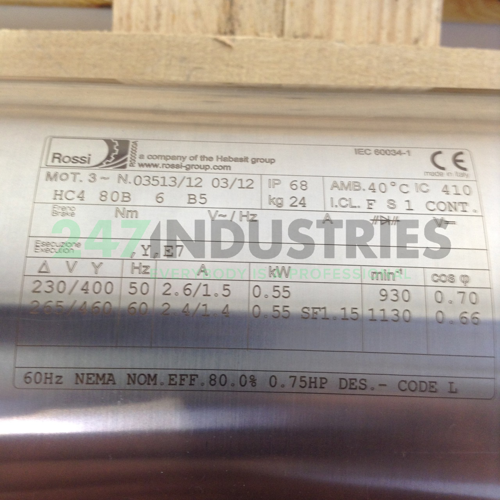 Rossi
a company of the Habasit group
www.rossi-group.com
IEC 60034-1
CE
made in Italy
MOT. 3~ N.03513/12 03/12
IP 68
AMB.40°C IC 410
HC4 80B 6 B5
kg 24
I.CL. F S1 CONT.
Freno
Brake
Nm
V~/Hz
A
V=
247INDUSTRIES
EVERYBODY IS
Esecuzione
Execution
,Y,E7
Δ V Y Hz A kW min-1 cos φ
230/400 50 2.6/1.5 0.55 930 0.70
265/460 60 2.4/1.4 0.55 SF1.15 1130 0.66
60Hz NEMA NOM.EFF.80.0% 0.75HP DES.- CODE L